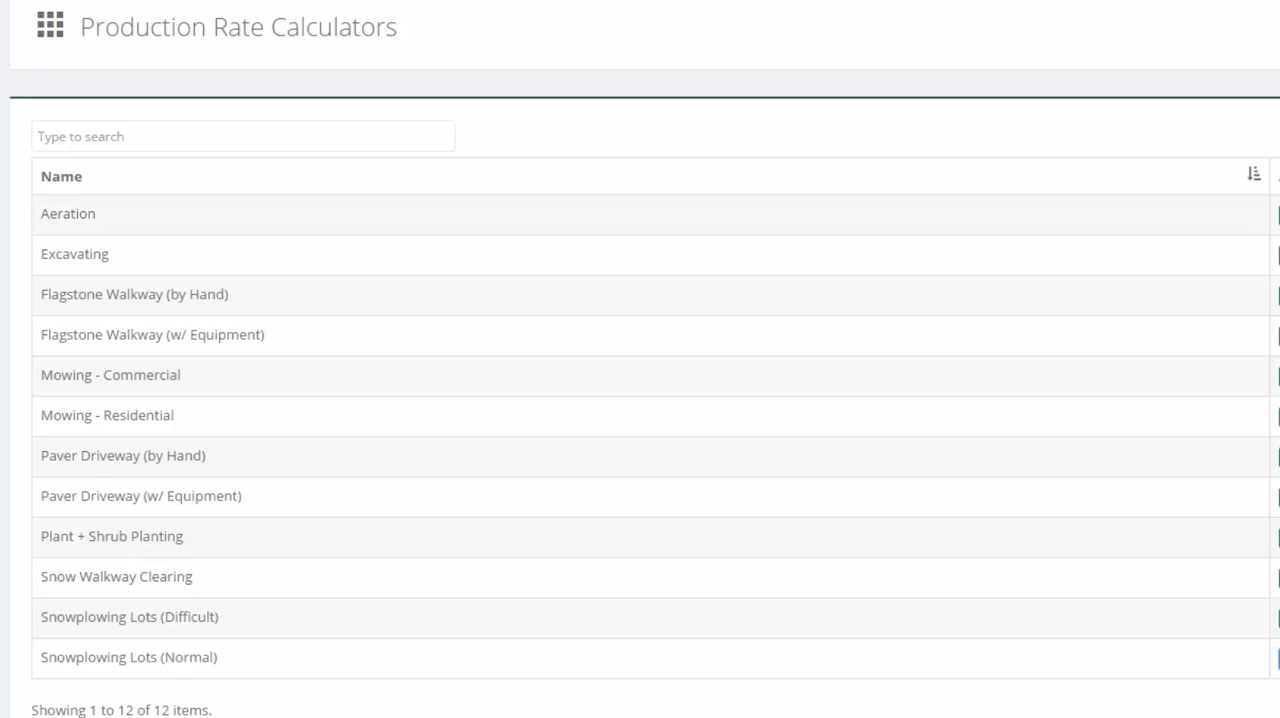 Production Rate Calculators
Type to search
Name
Aeration
Excavating
Flagstone Walkway (by Hand)
Flagstone Walkway (w/ Equipment)
Mowing - Commercial
Mowing - Residential
Paver Driveway (by Hand)
Paver Driveway (w/ Equipment)
Plant + Shrub Planting
Snow Walkway Clearing
Snowplowing Lots (Difficult)
Snowplowing Lots (Normal)
Showing 1 to 12 of 12 items.